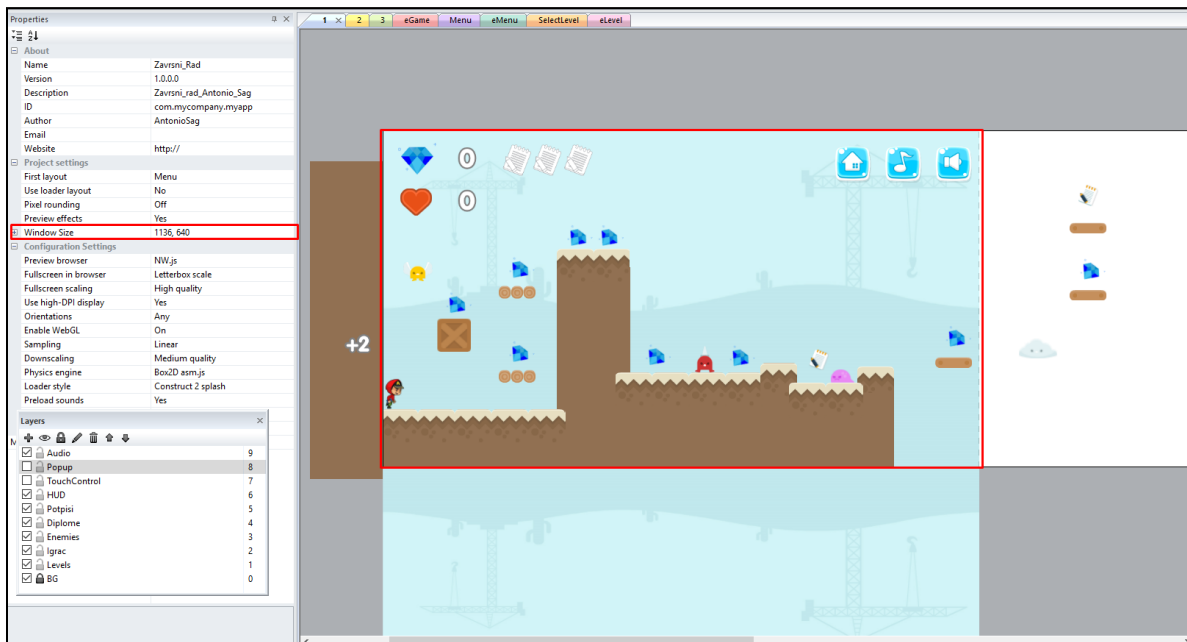 Properties
1 × 2 3 eGame Menu eMenu SelectLevel eLevel
About
Name Zavrsni_Rad
Version 1.0.0.0
Description Zavrsni_rad_Antonio_Sag
ID com.mycompany.myapp
Author AntonioSag
Email
Website http://
Project settings
First layout Menu
Use loader layout No
Pixel rounding Off
Preview effects Yes
Window Size 1136, 640
Configuration Settings
Preview browser NW.js
Fullscreen in browser Letterbox scale
Fullscreen scaling High quality
Use high-DPI display Yes
Orientations Any
Enable WebGL On
Sampling Linear
Downscaling Medium quality
Physics engine Box2D asm.js
Loader style Construct 2 splash
Preload sounds Yes
Layers
Audio 9
Popup 8
TouchControl 7
HUD 6
Potpisi 5
Diplome 4
Enemies 3
Igrac 2
Levels 1
BG 0
0
0
+2